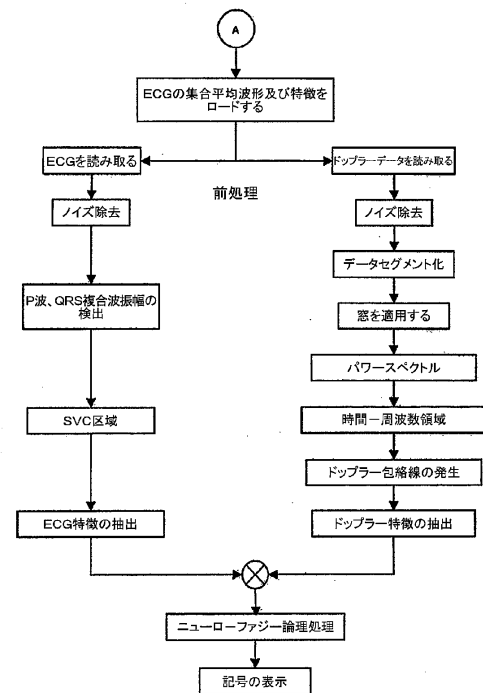 A
ECGの集合平均波形及び特徴を
ロードする
ECGを読み取る
ドップラーデータを読み取る
前処理
ノイズ除去
ノイズ除去
データセグメント化
P波、QRS複合波振幅の
検出
窓を適用する
パワースペクトル
SVC区域
時間－周波数領域
ドップラー包絡線の発生
ECG特徴の抽出
ドップラー特徴の抽出
ニューローファジー論理処理
記号の表示